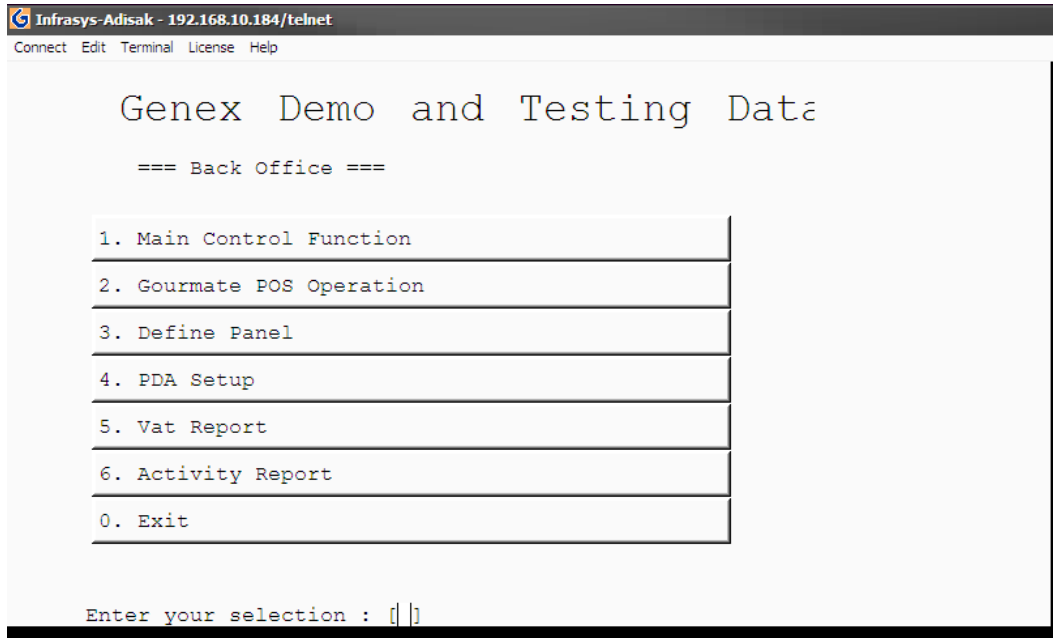 Infrasys-Adisak - 192.168.10.184/telnet
Connect Edit Terminal License Help
Genex Demo and Testing Data
=== Back Office ===
1. Main Control Function
2. Gourmate POS Operation
3. Define Panel
4. PDA Setup
5. Vat Report
6. Activity Report
0. Exit
Enter your selection : [ ]